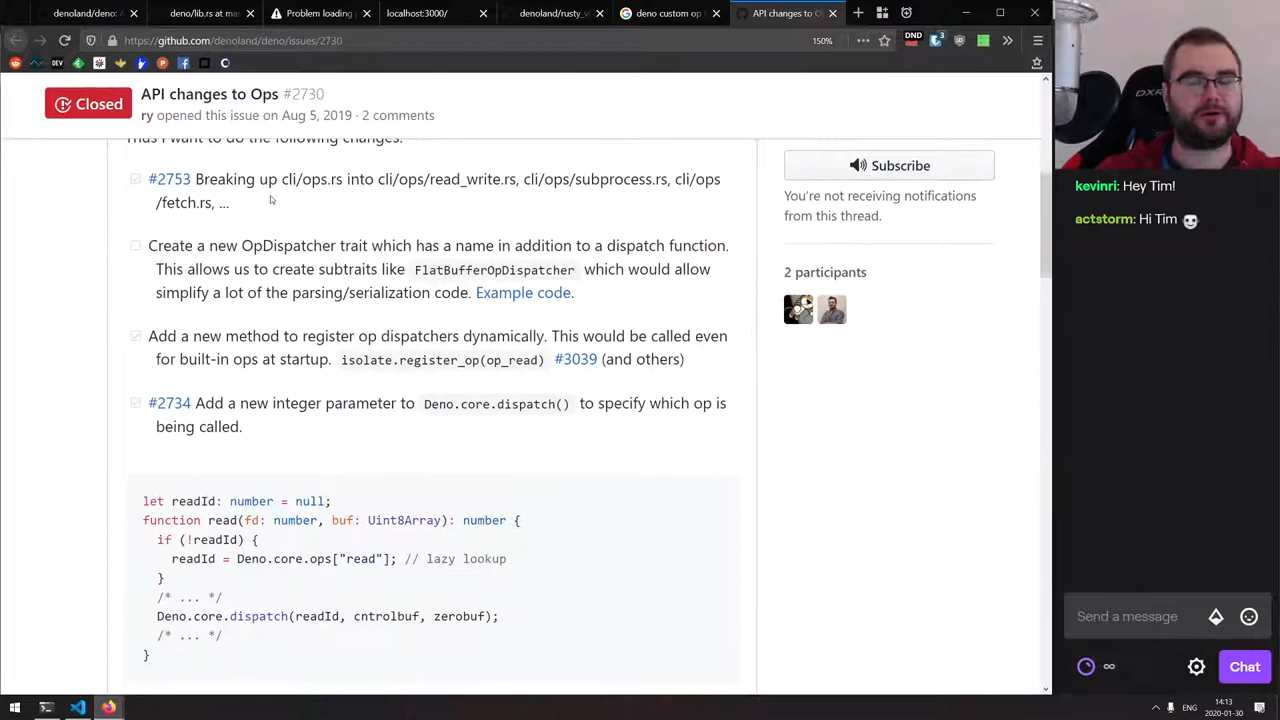 denoland/deno:
deno/lib.rs at mas
Problem loading
localhost:3000/
denoland/rusty_v
deno custom op
API changes to Op
https://github.com/denoland/deno/issues/2730
150%
DND
3
DEV
Closed
API changes to Ops #2730
ry opened this issue on Aug 5, 2019 · 2 comments
Thus I want to do the following changes:
#2753 Breaking up cli/ops.rs into cli/ops/read_write.rs, cli/ops/subprocess.rs, cli/ops
/fetch.rs, ...
Create a new OpDispatcher trait which has a name in addition to a dispatch function.
This allows us to create subtraits like FlatBufferOpDispatcher which would allow
simplify a lot of the parsing/serialization code. Example code.
Add a new method to register op dispatchers dynamically. This would be called even
for built-in ops at startup. isolate.register_op(op_read) #3039 (and others)
#2734 Add a new integer parameter to Deno.core.dispatch() to specify which op is
being called.
let readId: number = null;
function read(fd: number, buf: Uint8Array): number {
if (!readId) {
readId = Deno.core.ops["read"]; // lazy lookup
}
/* ... */
Deno.core.dispatch(readId, cntrolbuf, zerobuf);
/* ... */
}
Subscribe
You're not receiving notifications
from this thread.
2 participants
DXR
kevinri: Hey Tim!
actstorm: Hi Tim
Send a message
∞
Chat
ENG
14:13
2020-01-30